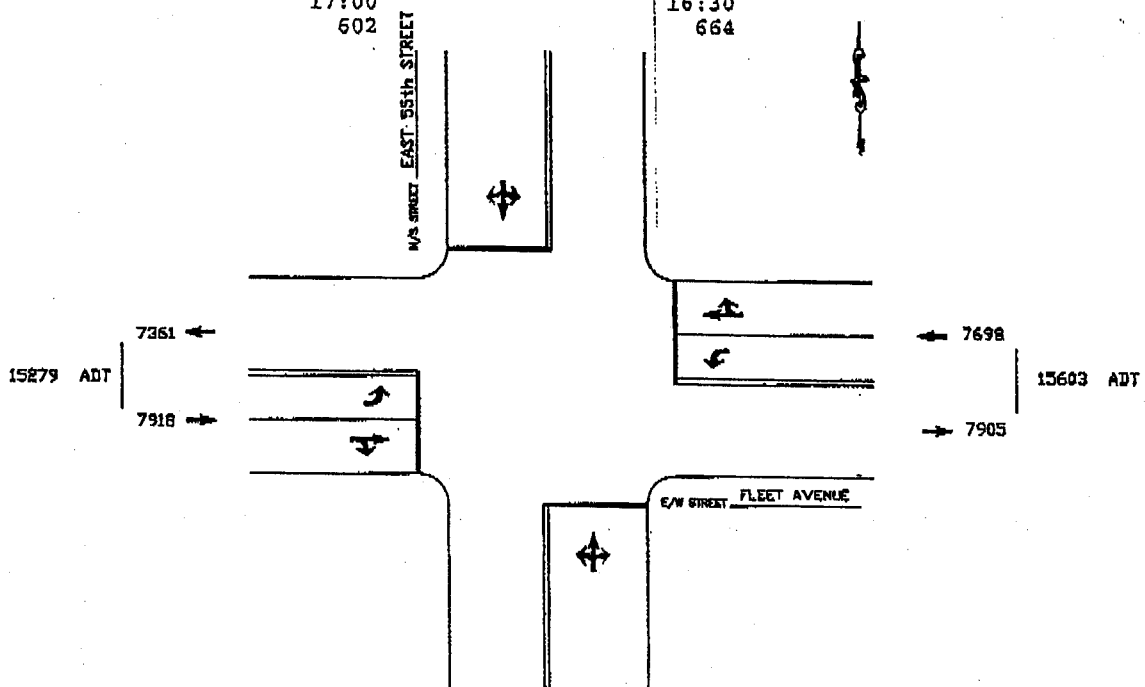 17:00
602
16:30
664
N/S STREET EAST 55th STREET
7361
15279 ADT
7918
7698
15603 ADT
7905
E/W STREET FLEET AVENUE